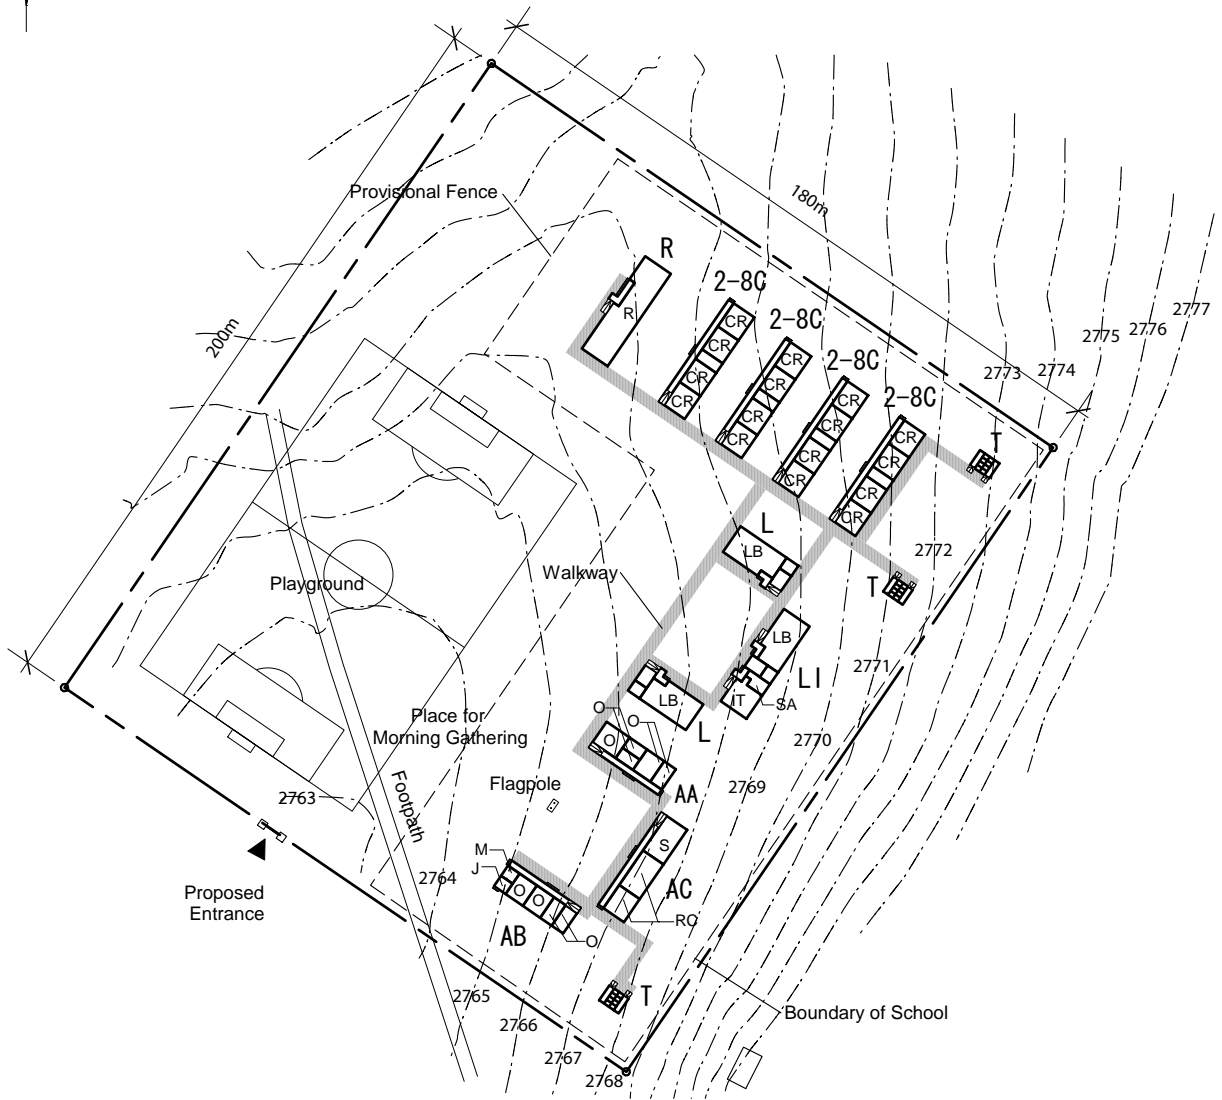 Provisional Fence
180m
200m
R
R
2-8C
CR
CR
CR
CR
2-8C
CR
CR
CR
CR
2-8C
CR
CR
CR
CR
2-8C
CR
CR
CR
CR
2777
2776
2775
2774
2773
T
2772
L
LB
Walkway
Playground
T
LB
LI
2771
IT
SA
LB
L
O
O
O
Place for
Morning Gathering
2770
Flagpole
AA
2769
2763
Footpath
S
M
J
O
O
AC
2764
RO
Proposed
Entrance
AB
O
T
2765
Boundary of School
2766
2767
2768